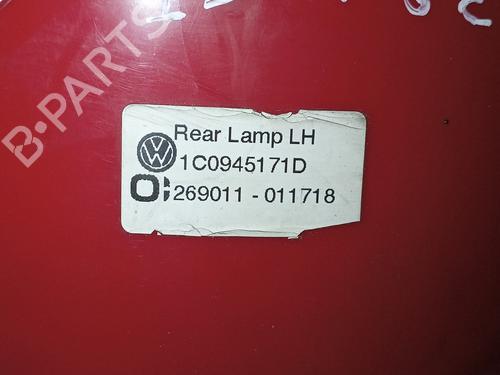 B-PARTS
Rear Lamp LH
1C0945171D
269011 - 011718